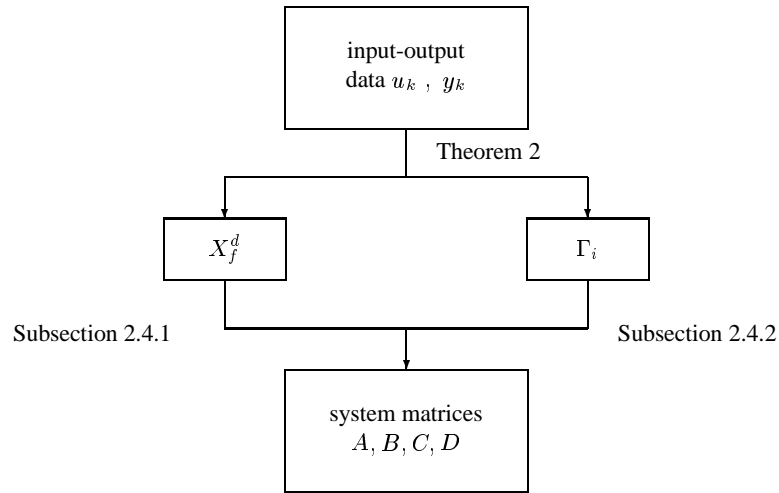 input-output
data u_k , y_k
Theorem 2
X_f^d
Γ_i
Subsection 2.4.1
Subsection 2.4.2
system matrices
A, B, C, D